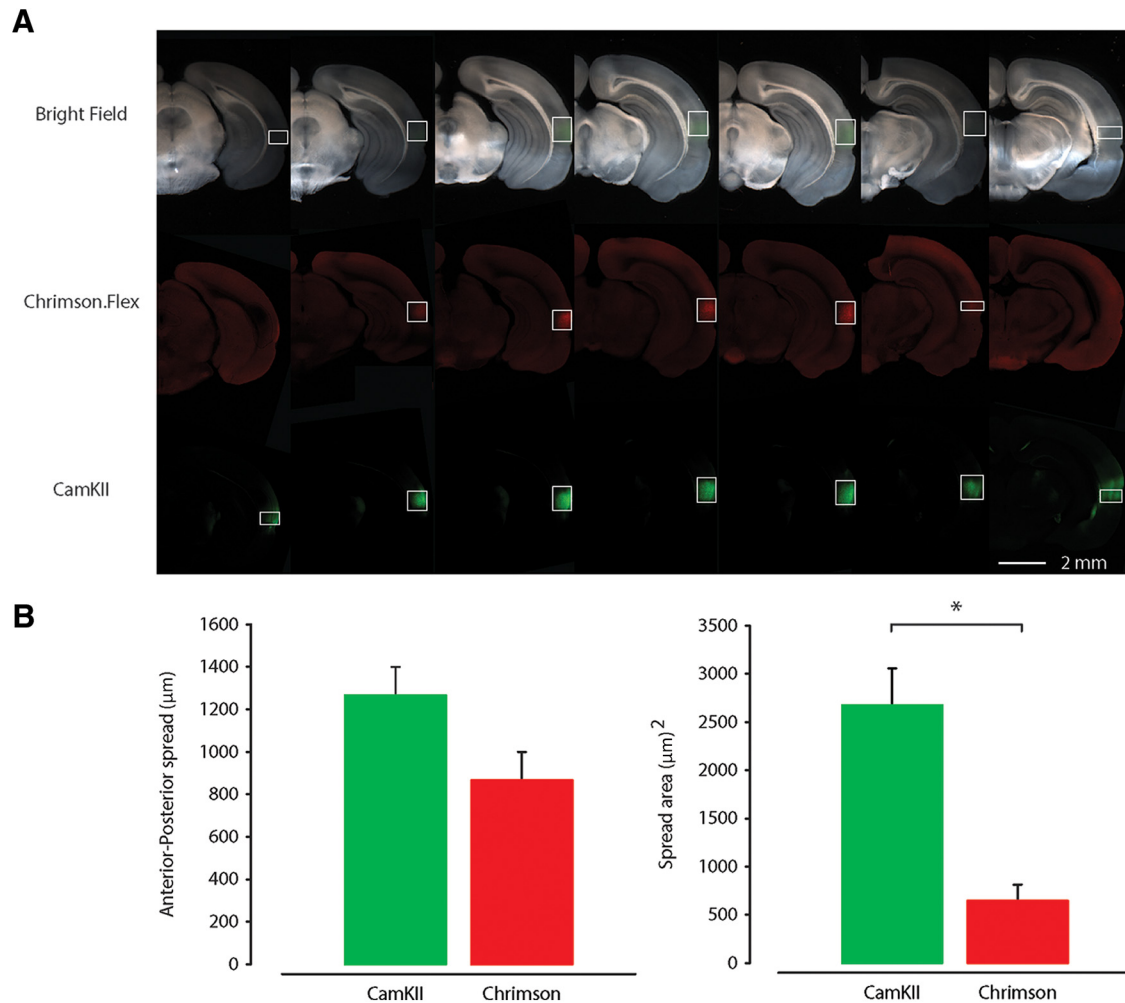 A
Bright Field
Chrimson.Flex
CamKII
2 mm
B
1600
1400
1200
1000
800
600
400
200
0
Anterior-Posterior spread (μm)
CamKII
Chrimson
*
3500
3000
2500
2000
1500
1000
500
0
Spread area (μm)2
CamKII
Chrimson